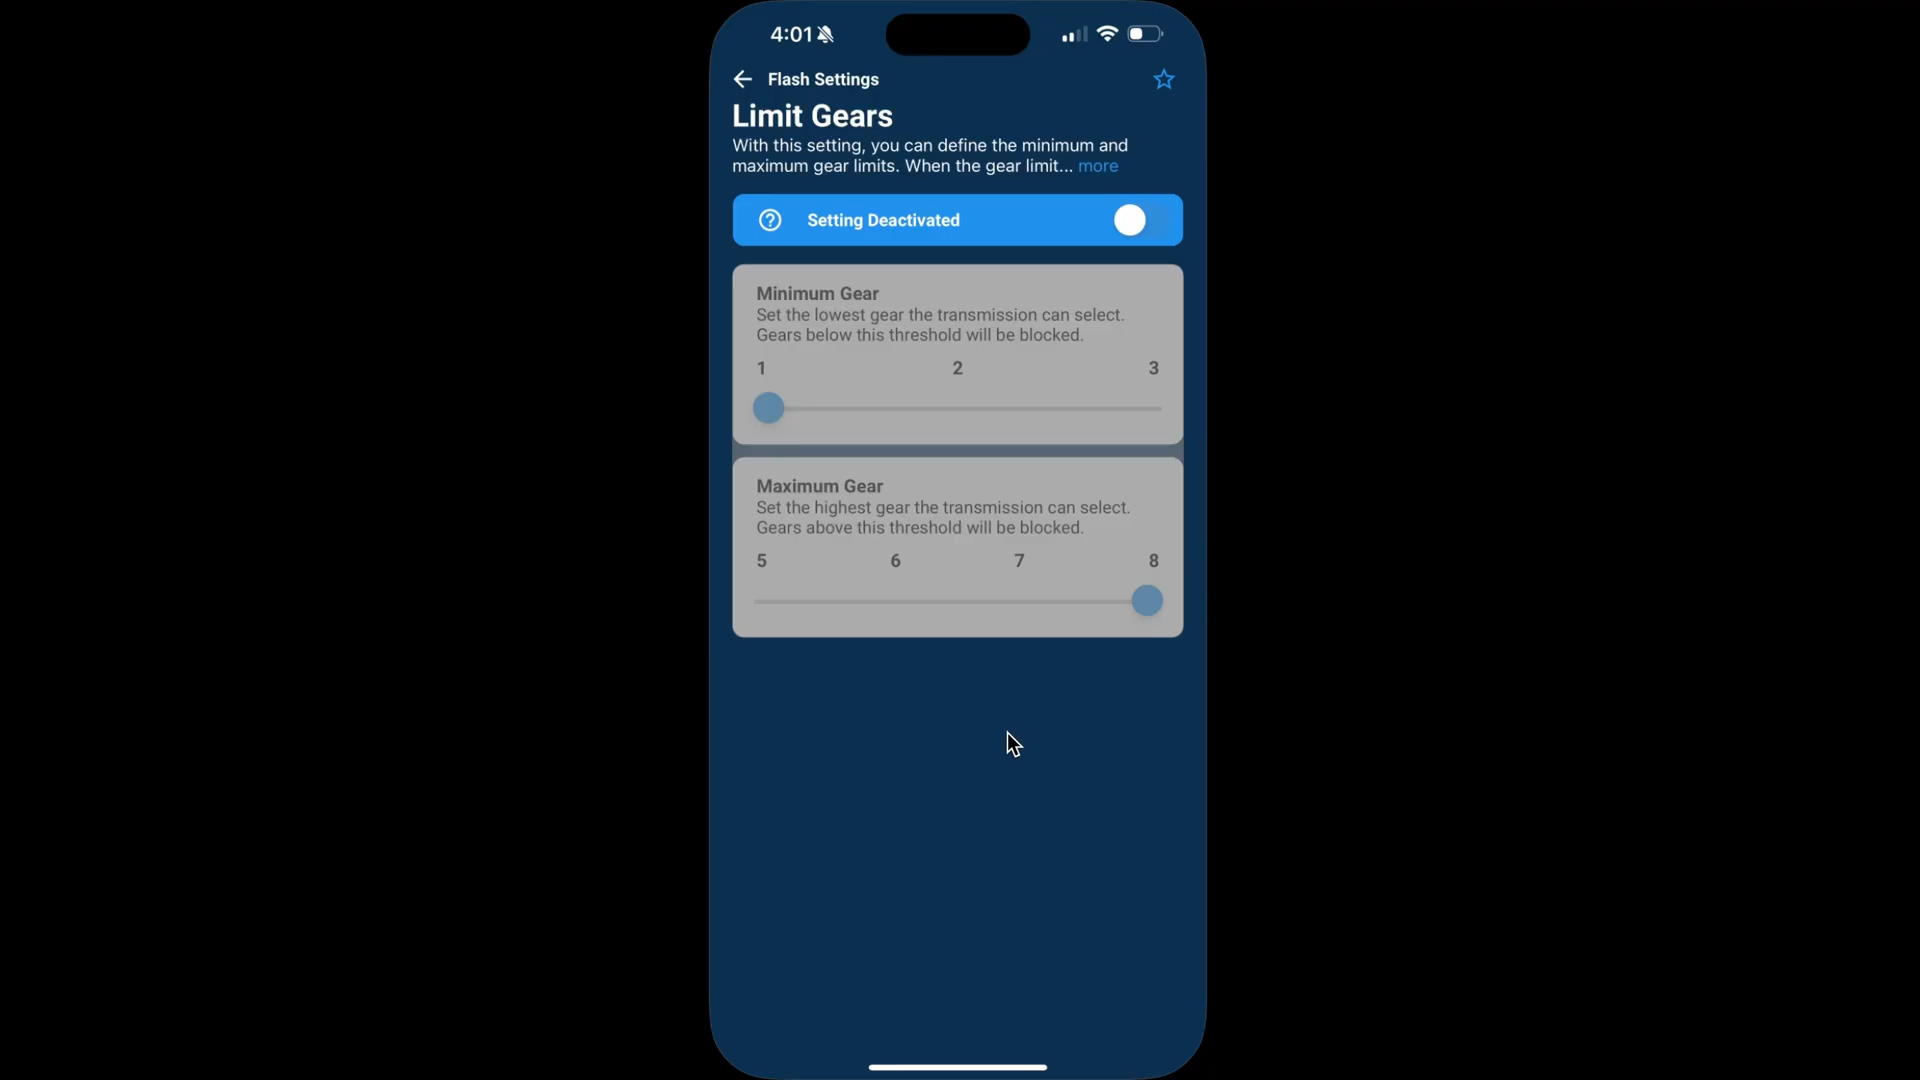 4:01
Flash Settings
Limit Gears
With this setting, you can define the minimum and
maximum gear limits. When the gear limit... more
Setting Deactivated
Minimum Gear
Set the lowest gear the transmission can select.
Gears below this threshold will be blocked.
1 2 3
Maximum Gear
Set the highest gear the transmission can select.
Gears above this threshold will be blocked.
5 6 7 8